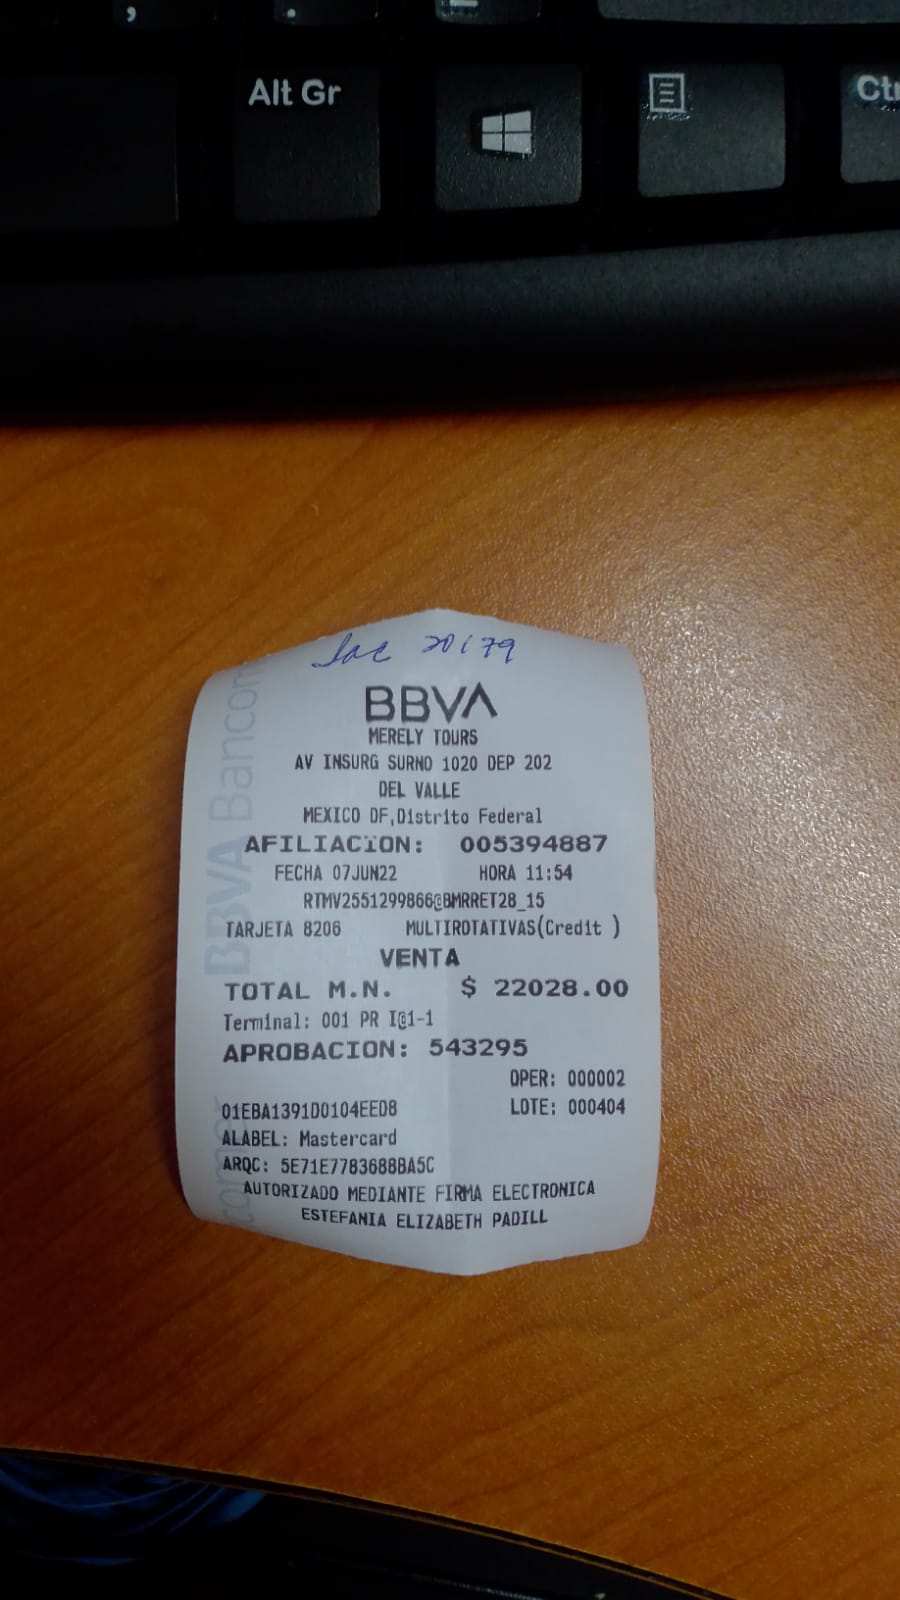 Alt Gr
Ctr
20179
BBVA
MERELY TOURS
AV INSURG SURNO 1020 DEP 202
DEL VALLE
MEXICO DF,Distrito Federal
AFILIACION: 005394887
FECHA 07JUN22 HORA 11:54
RTMV2551299866@BMRRET28_15
TARJETA 8206 MULTIROTATIVAS(Credit )
VENTA
TOTAL M.N. $ 22028.00
Terminal: 001 PR I@1-1
APROBACION: 543295
OPER: 000002
01EBA1391D0104EED8 LOTE: 000404
ALABEL: Mastercard
ARQC: 5E71E7783688BA5C
AUTORIZADO MEDIANTE FIRMA ELECTRONICA
ESTEFANIA ELIZABETH PADILL
BBVA Bancom
comer